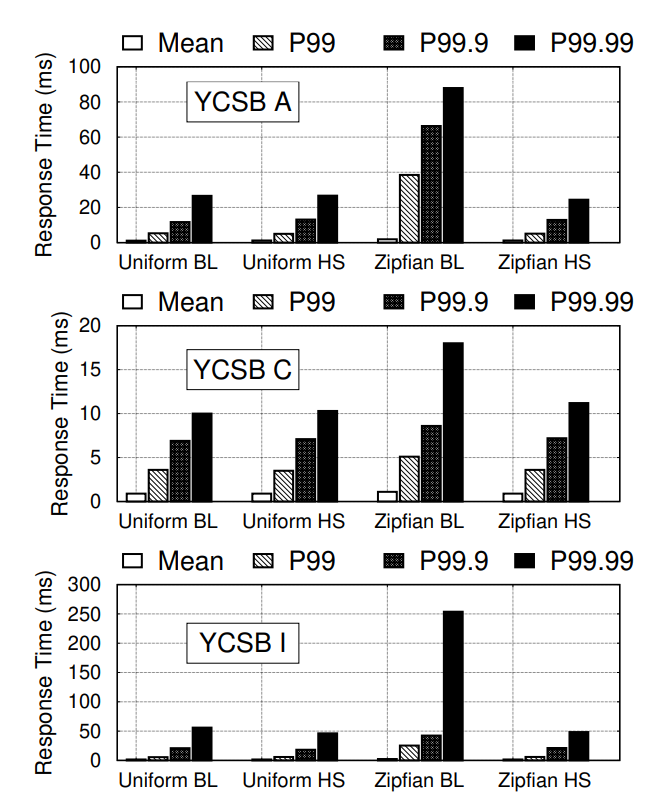 Mean P99 P99.9 P99.99
Response Time (ms)
100
80
60
40
20
0
YCSB A
Uniform BL Uniform HS Zipfian BL Zipfian HS
Mean P99 P99.9 P99.99
Response Time (ms)
20
15
10
5
0
YCSB C
Uniform BL Uniform HS Zipfian BL Zipfian HS
Mean P99 P99.9 P99.99
Response Time (ms)
300
250
200
150
100
50
0
YCSB I
Uniform BL Uniform HS Zipfian BL Zipfian HS